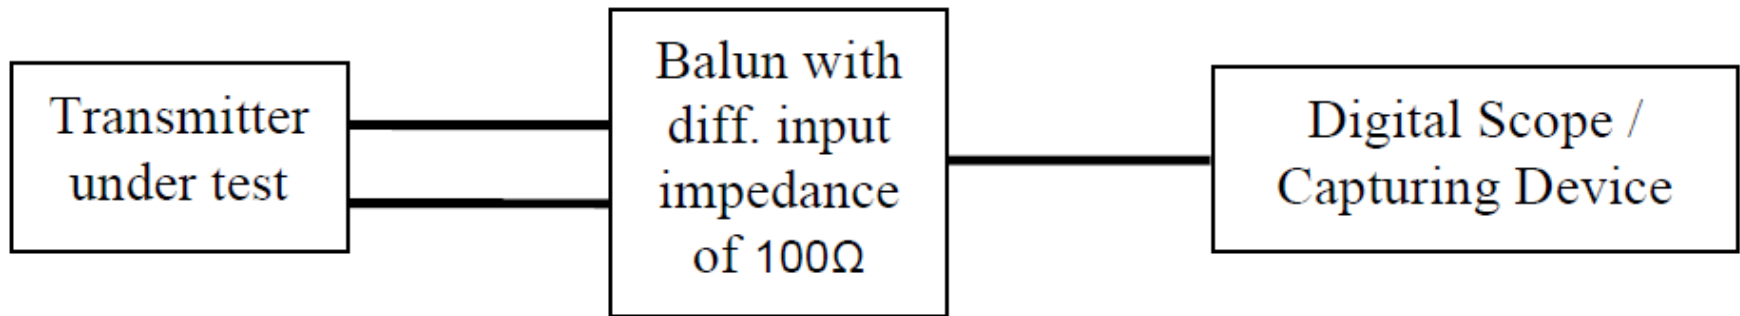 Transmitter
under test
Balun with
diff. input
impedance
of 100Ω
Digital Scope /
Capturing Device